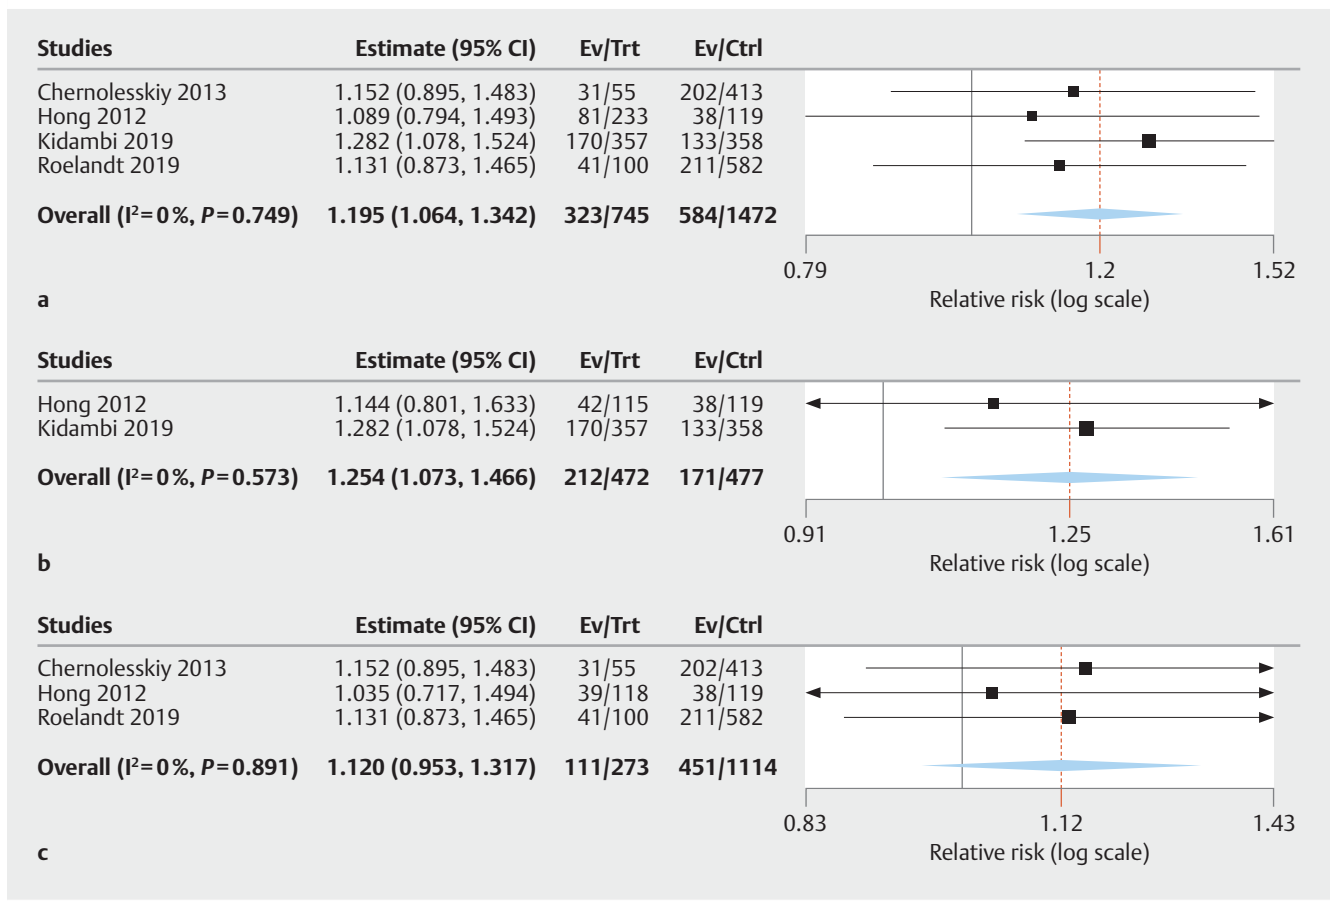 Studies Estimate (95% CI) Ev/Trt Ev/Ctrl
Chernolesskiy 2013 1.152 (0.895, 1.483) 31/55 202/413
Hong 2012 1.089 (0.794, 1.493) 81/233 38/119
Kidambi 2019 1.282 (1.078, 1.524) 170/357 133/358
Roelandt 2019 1.131 (0.873, 1.465) 41/100 211/582
Overall (I²=0%, P=0.749) 1.195 (1.064, 1.342) 323/745 584/1472
0.79 1.2 1.52
Relative risk (log scale)
a
Studies Estimate (95% CI) Ev/Trt Ev/Ctrl
Hong 2012 1.144 (0.801, 1.633) 42/115 38/119
Kidambi 2019 1.282 (1.078, 1.524) 170/357 133/358
Overall (I²=0%, P=0.573) 1.254 (1.073, 1.466) 212/472 171/477
0.91 1.25 1.61
Relative risk (log scale)
b
Studies Estimate (95% CI) Ev/Trt Ev/Ctrl
Chernolesskiy 2013 1.152 (0.895, 1.483) 31/55 202/413
Hong 2012 1.035 (0.717, 1.494) 39/118 38/119
Roelandt 2019 1.131 (0.873, 1.465) 41/100 211/582
Overall (I²=0%, P=0.891) 1.120 (0.953, 1.317) 111/273 451/1114
0.83 1.12 1.43
Relative risk (log scale)
c